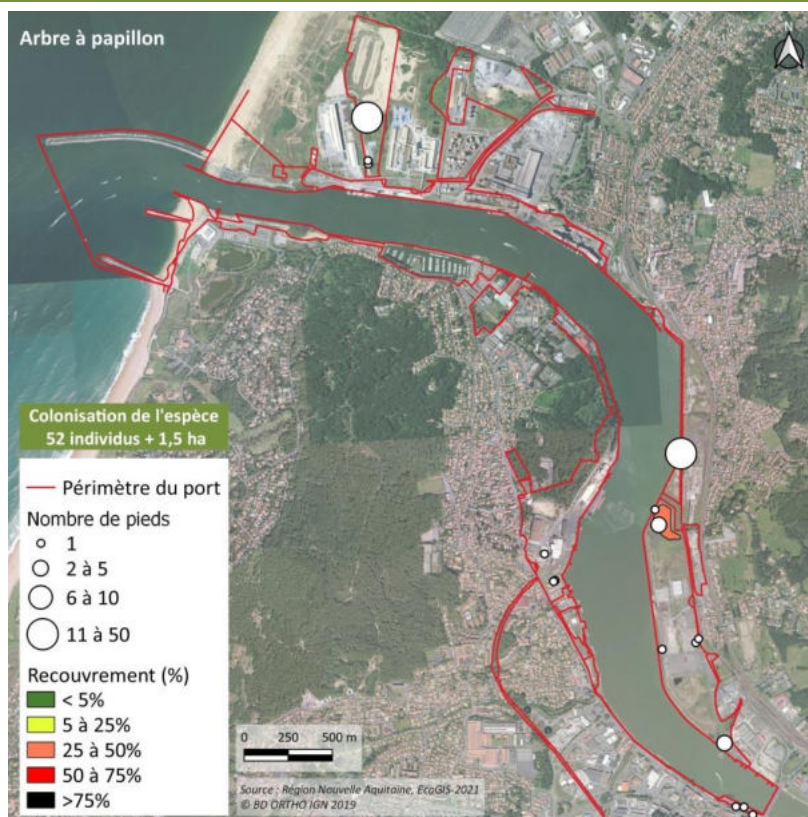 Arbre à papillon
N
Colonisation de l'espèce
52 individus + 1,5 ha
Périmètre du port
Nombre de pieds
1
2 à 5
6 à 10
11 à 50
Recouvrement (%)
< 5%
5 à 25%
25 à 50%
50 à 75%
>75%
0 250 500 m
Source : Région Nouvelle Aquitaine, EcoGIS-2021
© BD ORTHO IGN 2019